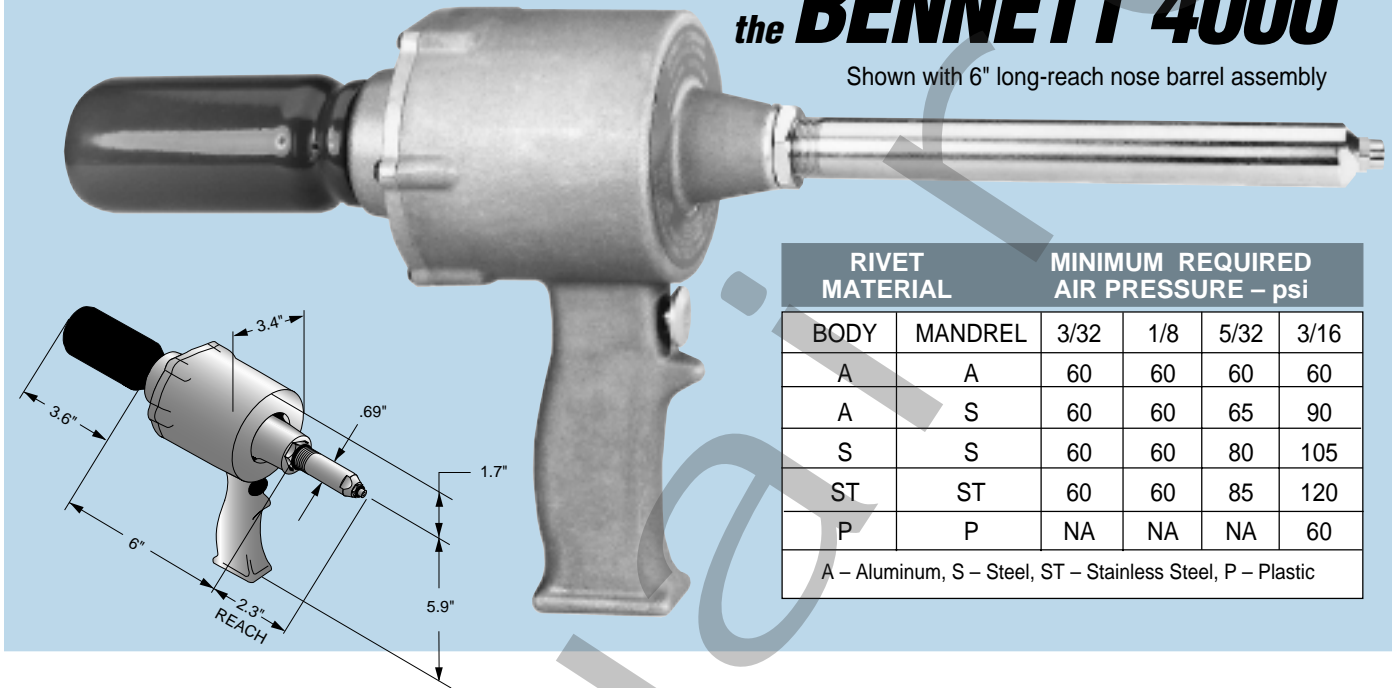 the BENNETT 4000
Shown with 6" long-reach nose barrel assembly
RIVET MATERIAL MINIMUM REQUIRED AIR PRESSURE – psi
BODY MANDREL 3/32 1/8 5/32 3/16
A A 60 60 60 60
A S 60 60 65 90
S S 60 60 80 105
ST ST 60 60 85 120
P P NA NA NA 60
A – Aluminum, S – Steel, ST – Stainless Steel, P – Plastic
3.4"
3.6"
.69"
1.7"
6"
2.3"
REACH
5.9"